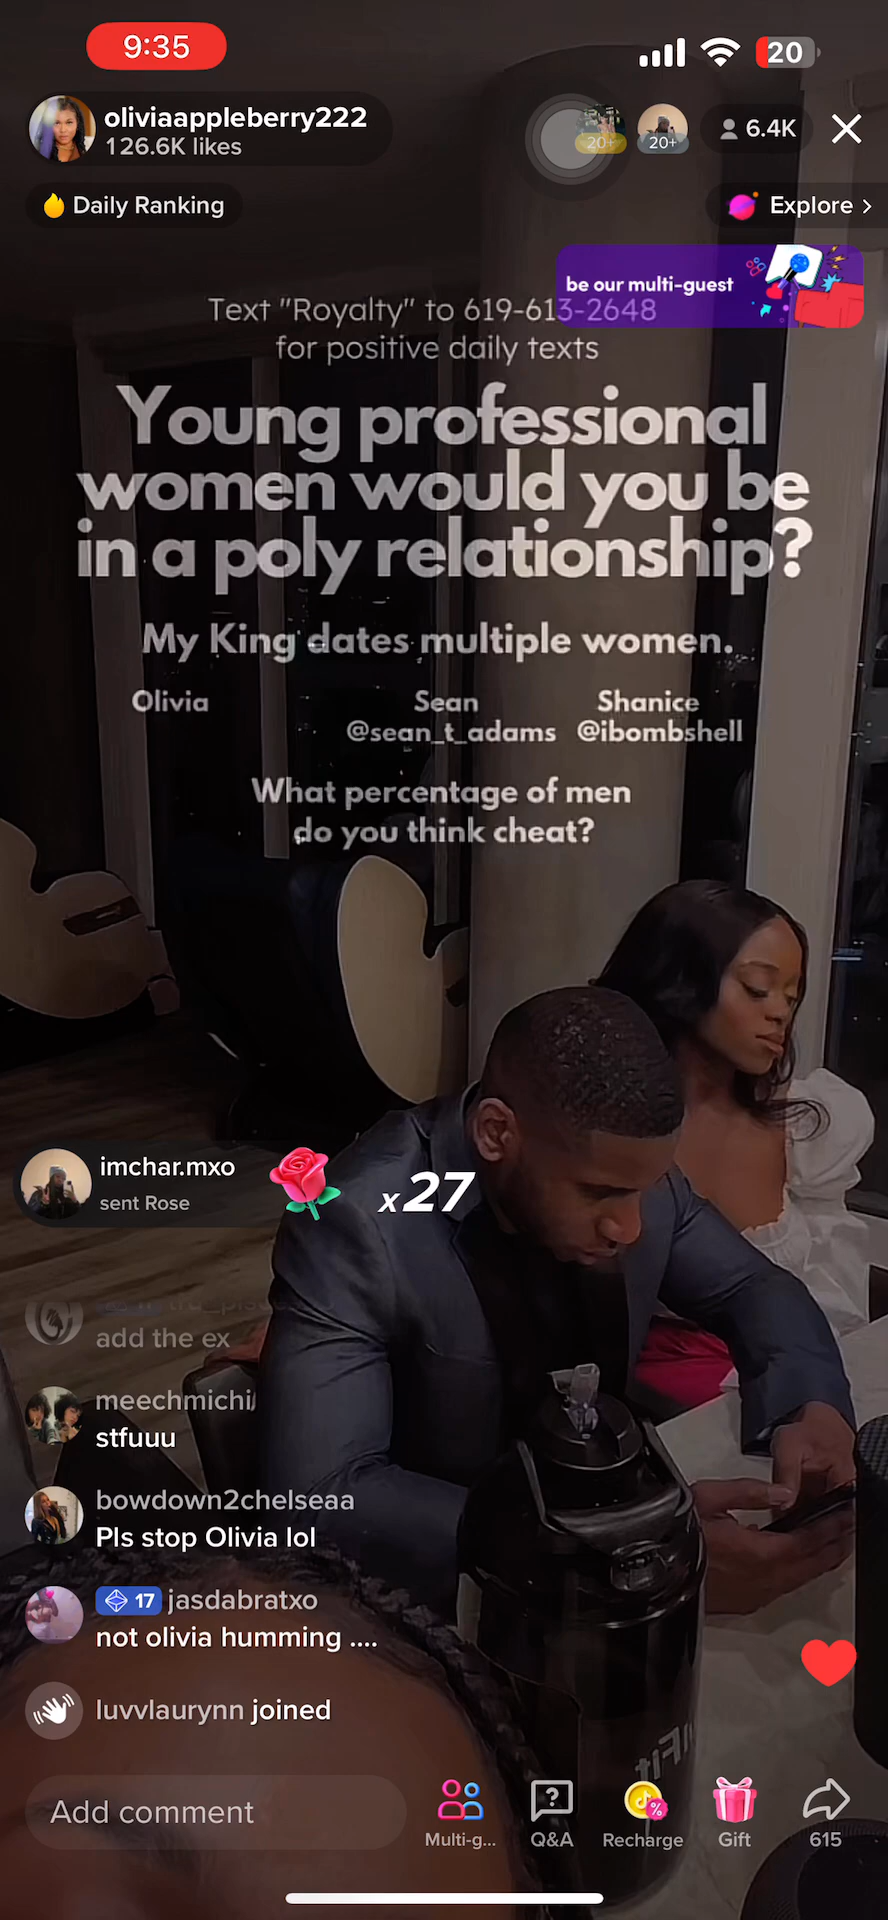 9:35
20
oliviaappleberry222
126.6K likes
20+
20+
6.4K
Daily Ranking
Explore >
be our multi-guest
Text "Royalty" to 619-613-2648
for positive daily texts
Young professional
women would you be
in a poly relationship?
My King dates multiple women.
Olivia Sean Shanice
@sean_t_adams @ibombshell
What percentage of men
do you think cheat?
imchar.mxo
sent Rose
x27
add the ex
meechmichi
stfuuu
bowdown2chelseaa
Pls stop Olivia lol
17 jasdabratxo
not olivia humming ....
luvvlaurynn joined
Add comment
Multi-g...
Q&A
Recharge
Gift
615